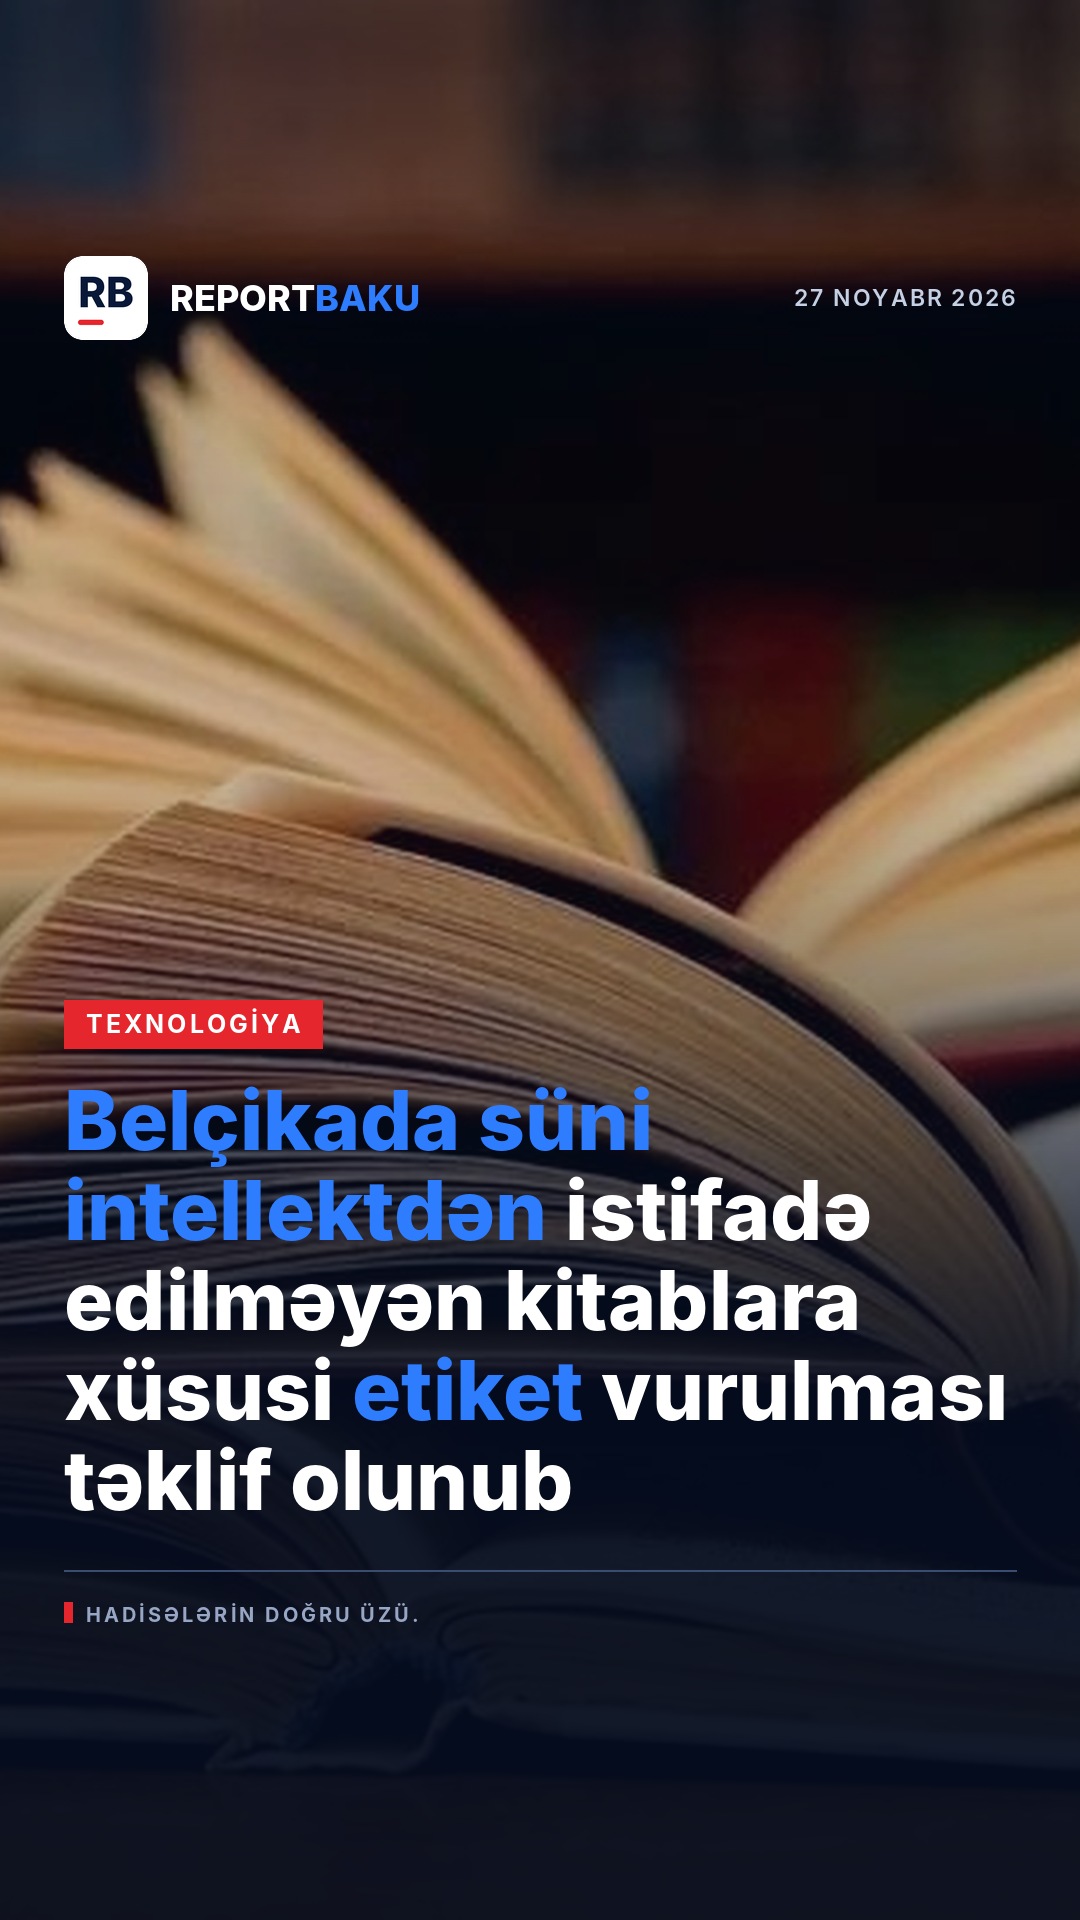 RB
REPORTBAKU
27 NOYABR 2026
TEXNOLOGİYA
Belçikada süni
intellektdən istifadə
edilməyən kitablara
xüsusi etiket vurulması
təklif olunub
HADİSƏLƏRİN DOĞRU ÜZÜ.